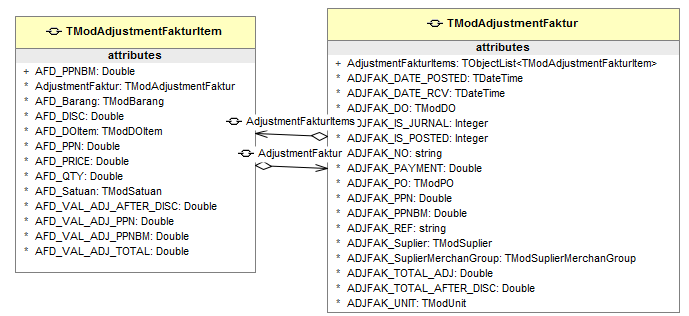 TModAdjustmentFakturItem
attributes
+ AFD_PPNBM: Double
* AdjustmentFaktur: TModAdjustmentFaktur
* AFD_Barang: TModBarang
* AFD_DISC: Double
* AFD_DOItem: TModDOItem
* AFD_PPN: Double
* AFD_PRICE: Double
* AFD_QTY: Double
* AFD_Satuan: TModSatuan
* AFD_VAL_ADJ_AFTER_DISC: Double
* AFD_VAL_ADJ_PPN: Double
* AFD_VAL_ADJ_PPNBM: Double
* AFD_VAL_ADJ_TOTAL: Double
AdjustmentFakturItems
AdjustmentFaktur
TModAdjustmentFaktur
attributes
+ AdjustmentFakturItems: TObjectList<TModAdjustmentFakturItem>
* ADJFAK_DATE_POSTED: TDateTime
* ADJFAK_DATE_RCV: TDateTime
* ADJFAK_DO: TModDO
ADJFAK_IS_JURNAL: Integer
* ADJFAK_IS_POSTED: Integer
ADJFAK_NO: string
* ADJFAK_PAYMENT: Double
* ADJFAK_PO: TModPO
* ADJFAK_PPN: Double
* ADJFAK_PPNBM: Double
* ADJFAK_REF: string
* ADJFAK_Suplier: TModSuplier
* ADJFAK_SuplierMerchanGroup: TModSuplierMerchanGroup
* ADJFAK_TOTAL_ADJ: Double
* ADJFAK_TOTAL_AFTER_DISC: Double
* ADJFAK_UNIT: TModUnit